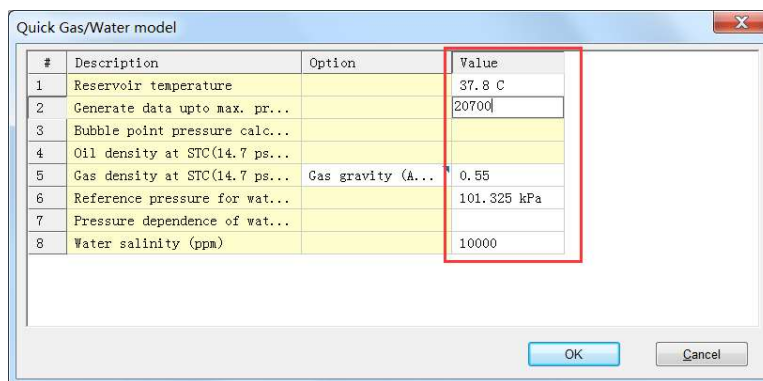 Quick Gas/Water model
# Description Option Value
1 Reservoir temperature 37.8 C
2 Generate data upto max. pr... 20700
3 Bubble point pressure calc...
4 Oil density at STC(14.7 ps...
5 Gas density at STC(14.7 ps... Gas gravity (A... 0.55
6 Reference pressure for wat... 101.325 kPa
7 Pressure dependence of wat...
8 Water salinity (ppm) 10000
OK Cancel